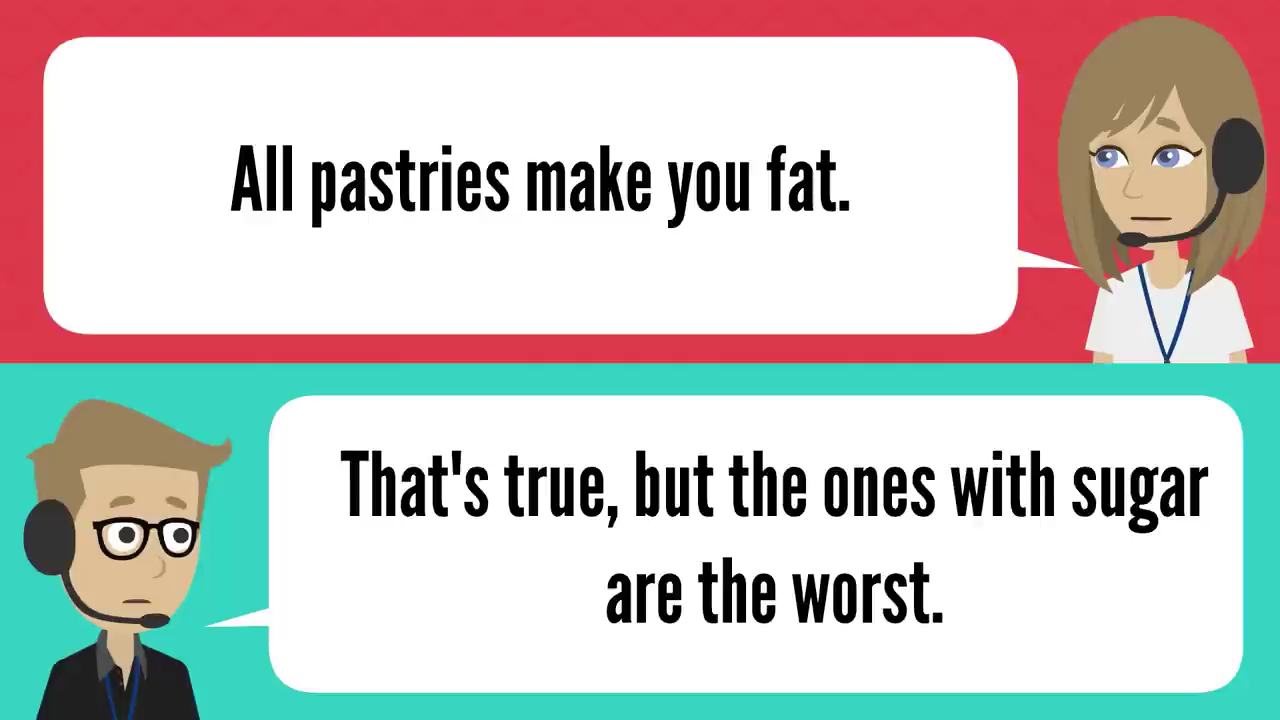 All pastries make you fat.
That's true, but the ones with sugar
are the worst.